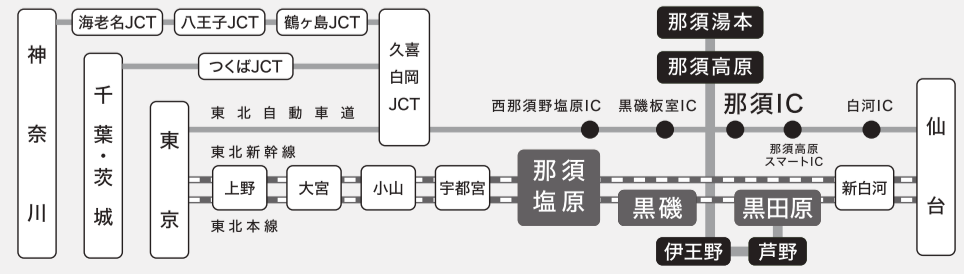 神奈川
海老名JCT
八王子JCT
鶴ヶ島JCT
千葉・茨城
つくばJCT
久喜
白岡
JCT
東京
東北自動車道
西那須野塩原IC
黒磯板室IC
那須湯本
那須高原
那須IC
那須高原
スマートIC
白河IC
仙台
東北新幹線
上野
大宮
小山
宇都宮
那須
塩原
黒磯
黒田原
新白河
東北本線
伊王野
芦野